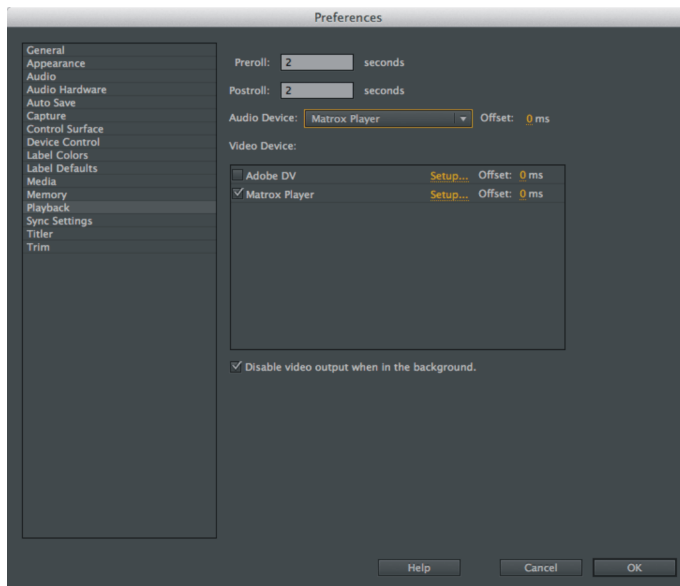 Preferences
General
Appearance
Audio
Audio Hardware
Auto Save
Capture
Control Surface
Device Control
Label Colors
Label Defaults
Media
Memory
Playback
Sync Settings
Titler
Trim
Preroll: 2 seconds
Postroll: 2 seconds
Audio Device: Matrox Player Offset: 0 ms
Video Device:
Adobe DV Setup... Offset: 0 ms
Matrox Player Setup... Offset: 0 ms
Disable video output when in the background.
Help Cancel OK